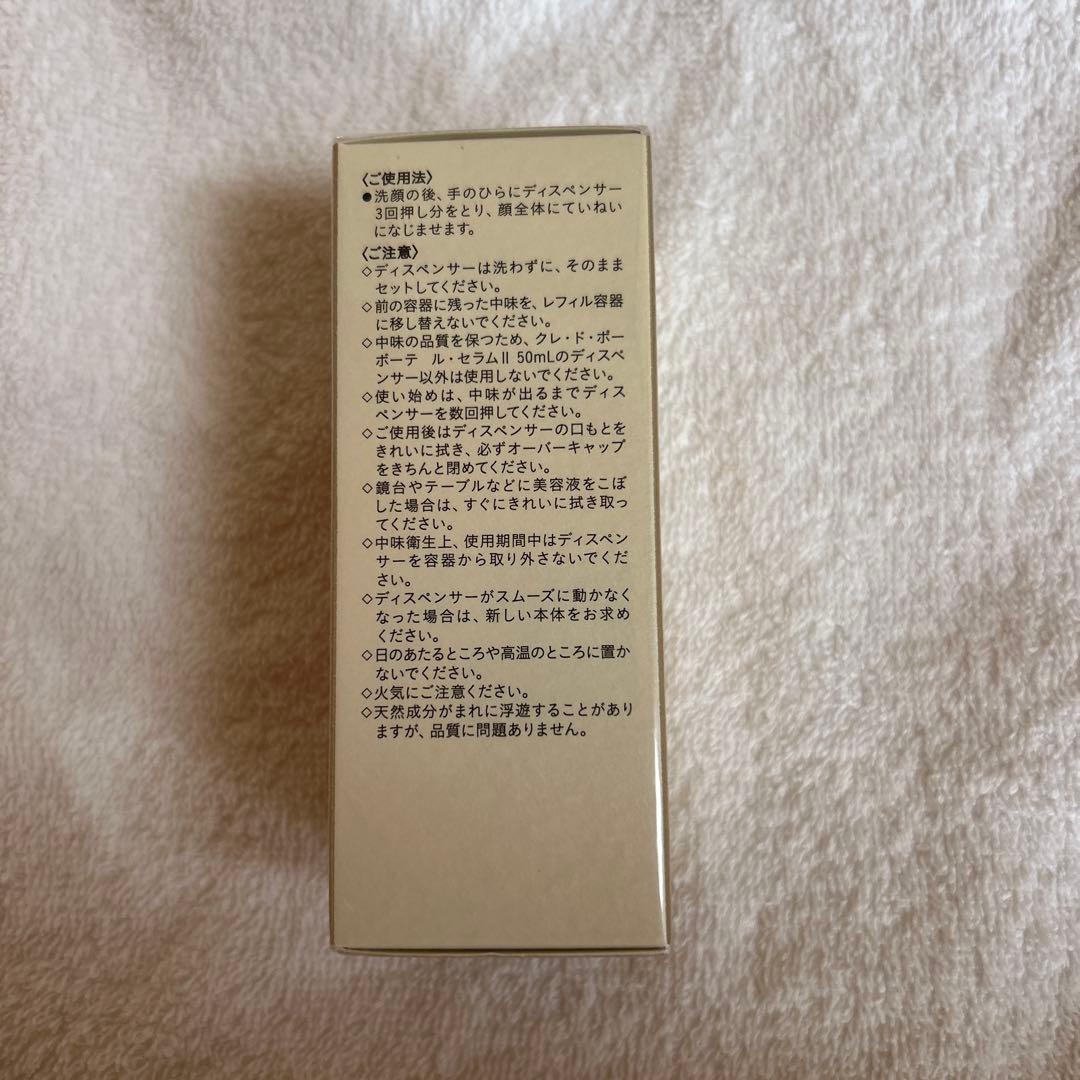 〈ご使用法〉
●洗顔の後、手のひらにディスペンサー
3回押し分をとり、顔全体にていねい
になじませます。
〈ご注意〉
◇ディスペンサーは洗わずに、そのまま
セットしてください。
◇前の容器に残った中味を、レフィル容器
に移し替えないでください。
◇中味の品質を保つため、クレ・ド・ポー
ボーテ ル・セラムⅡ 50mLのディスペ
ンサー以外は使用しないでください。
◇使い始めは、中味が出るまでディス
ペンサーを数回押してください。
◇ご使用後はディスペンサーの口もとを
きれいに拭き、必ずオーバーキャップ
をきちんと閉めてください。
◇鏡台やテーブルなどに美容液をこぼ
した場合は、すぐにきれいに拭き取っ
てください。
◇中味衛生上、使用期間中はディスペン
サーを容器から取り外さないでくだ
さい。
◇ディスペンサーがスムーズに動かなく
なった場合は、新しい本体をお求め
ください。
◇日のあたるところや高温のところに置か
ないでください。
◇火気にご注意ください。
◇天然成分がまれに浮遊することがあり
ますが、品質に問題ありません。